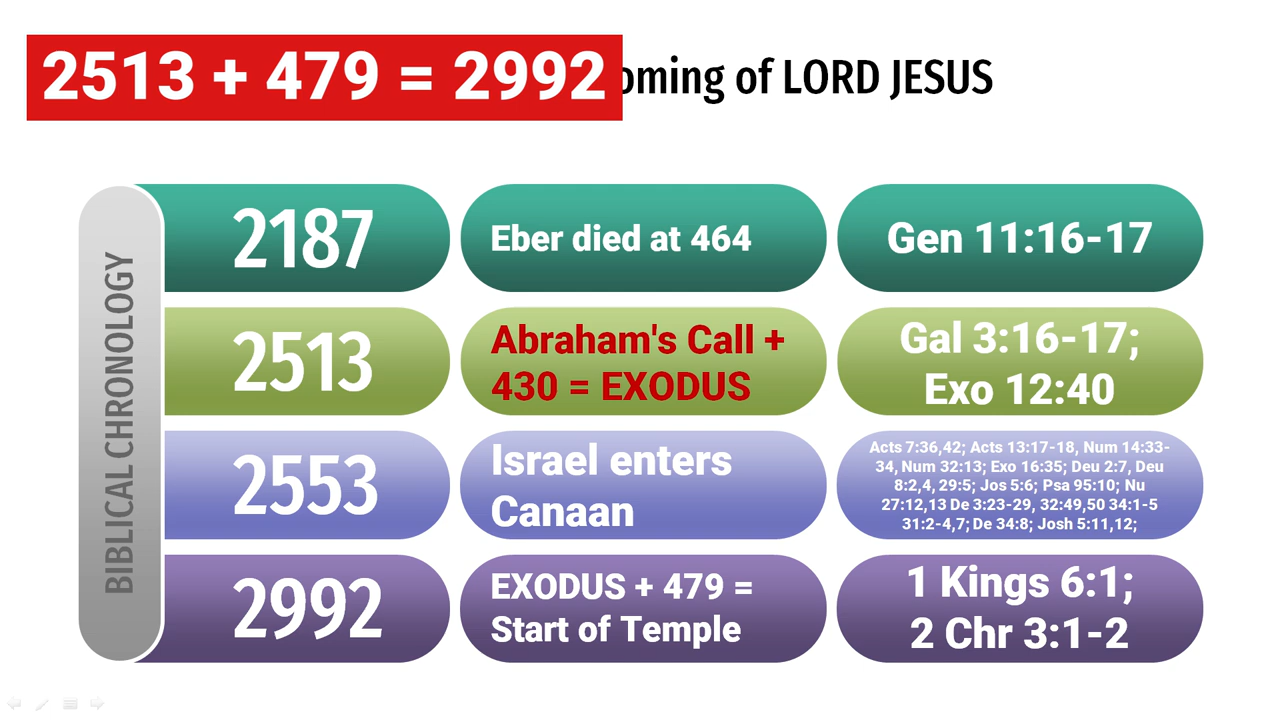 2513 + 479 = 2992
oming of LORD JESUS
BIBLICAL CHRONOLOGY
2187
Eber died at 464
Gen 11:16-17
2513
Abraham's Call +
430 = EXODUS
Gal 3:16-17;
Exo 12:40
2553
Israel enters
Canaan
Acts 7:36,42; Acts 13:17-18, Num 14:33-
34, Num 32:13; Exo 16:35; Deu 2:7, Deu
8:2,4, 29:5; Jos 5:6; Psa 95:10; Nu
27:12,13 De 3:23-29, 32:49,50 34:1-5
31:2-4,7; De 34:8; Josh 5:11,12;
2992
EXODUS + 479 =
Start of Temple
1 Kings 6:1;
2 Chr 3:1-2